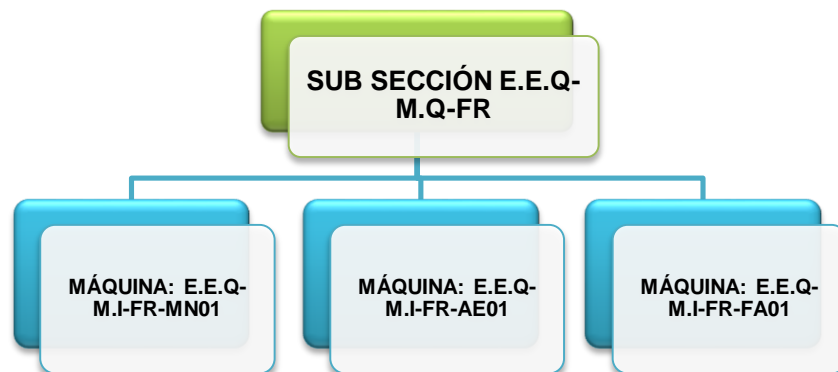 SUB SECCIÓN E.E.Q-
M.Q-FR
MÁQUINA: E.E.Q-
M.I-FR-MN01
MÁQUINA: E.E.Q-
M.I-FR-AE01
MÁQUINA: E.E.Q-
M.I-FR-FA01